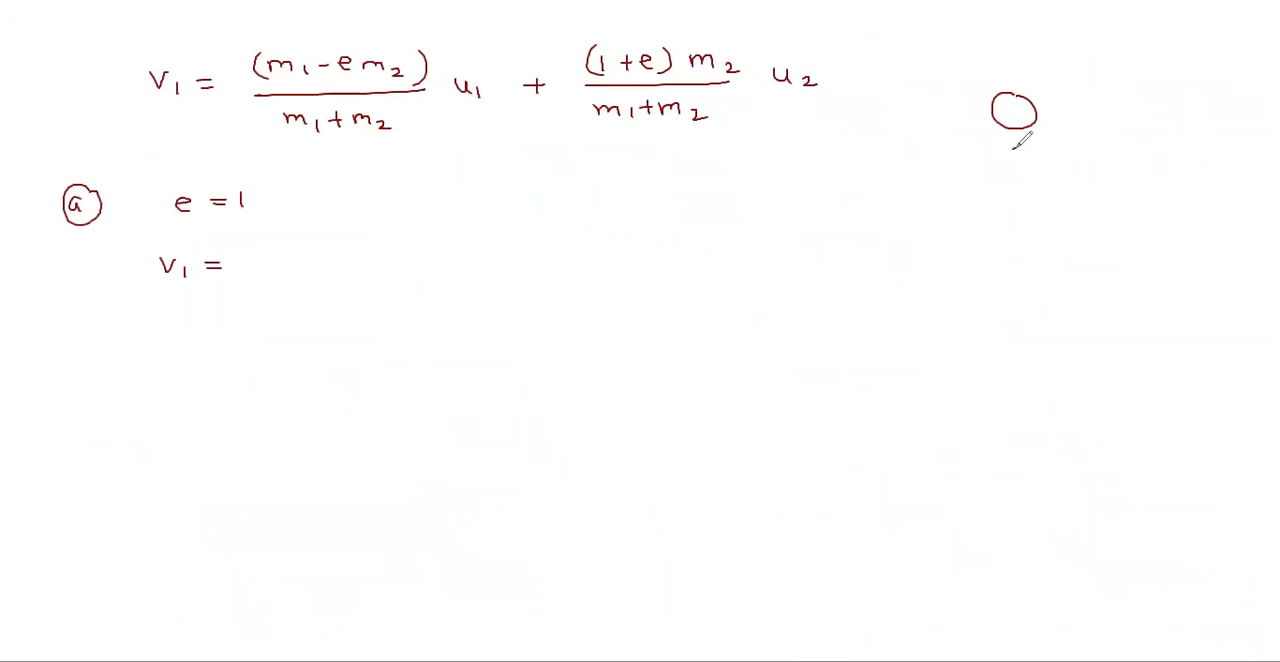 v₁ = (m₁ - e m₂) / (m₁ + m₂) u₁ + (1 + e) m₂ / (m₁ + m₂) u₂
(a) e = 1
v₁ =